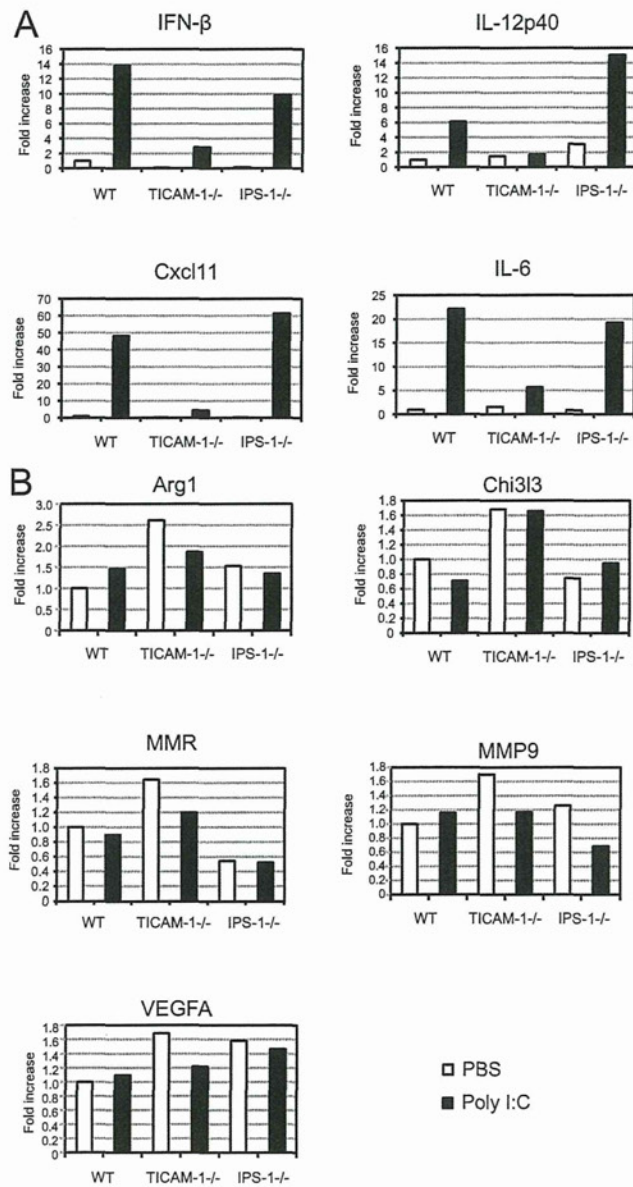 A
IFN-β
Fold increase
16
14
12
10
8
6
4
2
0
WT TICAM-1-/- IPS-1-/-
IL-12p40
Fold increase
16
14
12
10
8
6
4
2
0
WT TICAM-1-/- IPS-1-/-
Cxcl11
Fold increase
70
60
50
40
30
20
10
0
WT TICAM-1-/- IPS-1-/-
IL-6
Fold increase
25
20
15
10
5
0
WT TICAM-1-/- IPS-1-/-
B
Arg1
Fold increase
3.0
2.5
2.0
1.5
1.0
1.5
0
WT TICAM-1-/- IPS-1-/-
Chi3l3
Fold increase
1.8
1.6
1.4
1.2
1.0
0.8
0.6
0.4
0.2
0
WT TICAM-1-/- IPS-1-/-
MMR
Fold increase
1.8
1.6
1.4
1.2
1.0
0.8
0.6
0.4
0.2
0
WT TICAM-1-/- IPS-1-/-
MMP9
Fold increase
1.8
1.6
1.4
1.2
1.0
0.8
0.6
0.4
0.2
0
WT TICAM-1-/- IPS-1-/-
VEGFA
Fold increase
1.8
1.6
1.4
1.2
1.0
0.8
0.6
0.4
0.2
0
WT TICAM-1-/- IPS-1-/-
PBS
Poly I:C